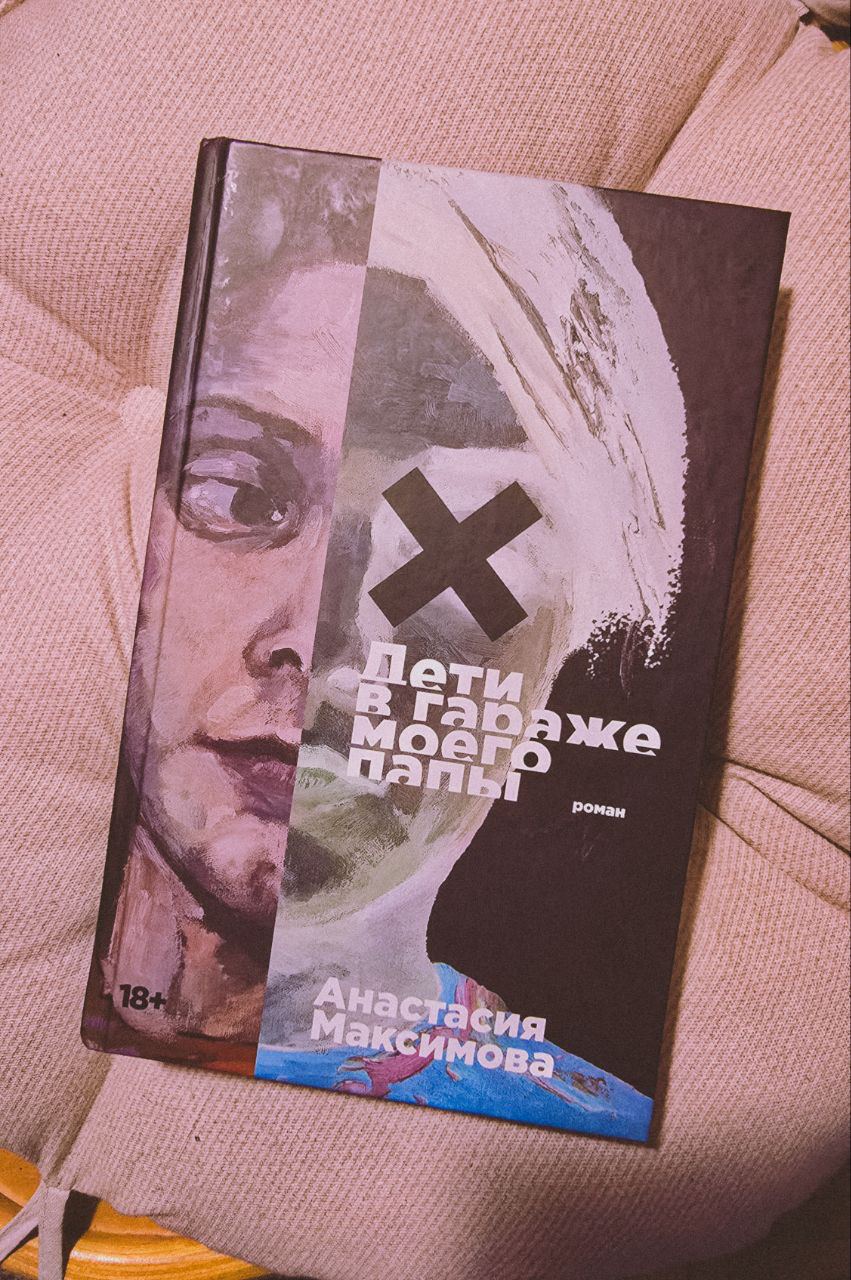 Дети
в гараже
моего
папы
роман
18+
Анастасия
Максимова